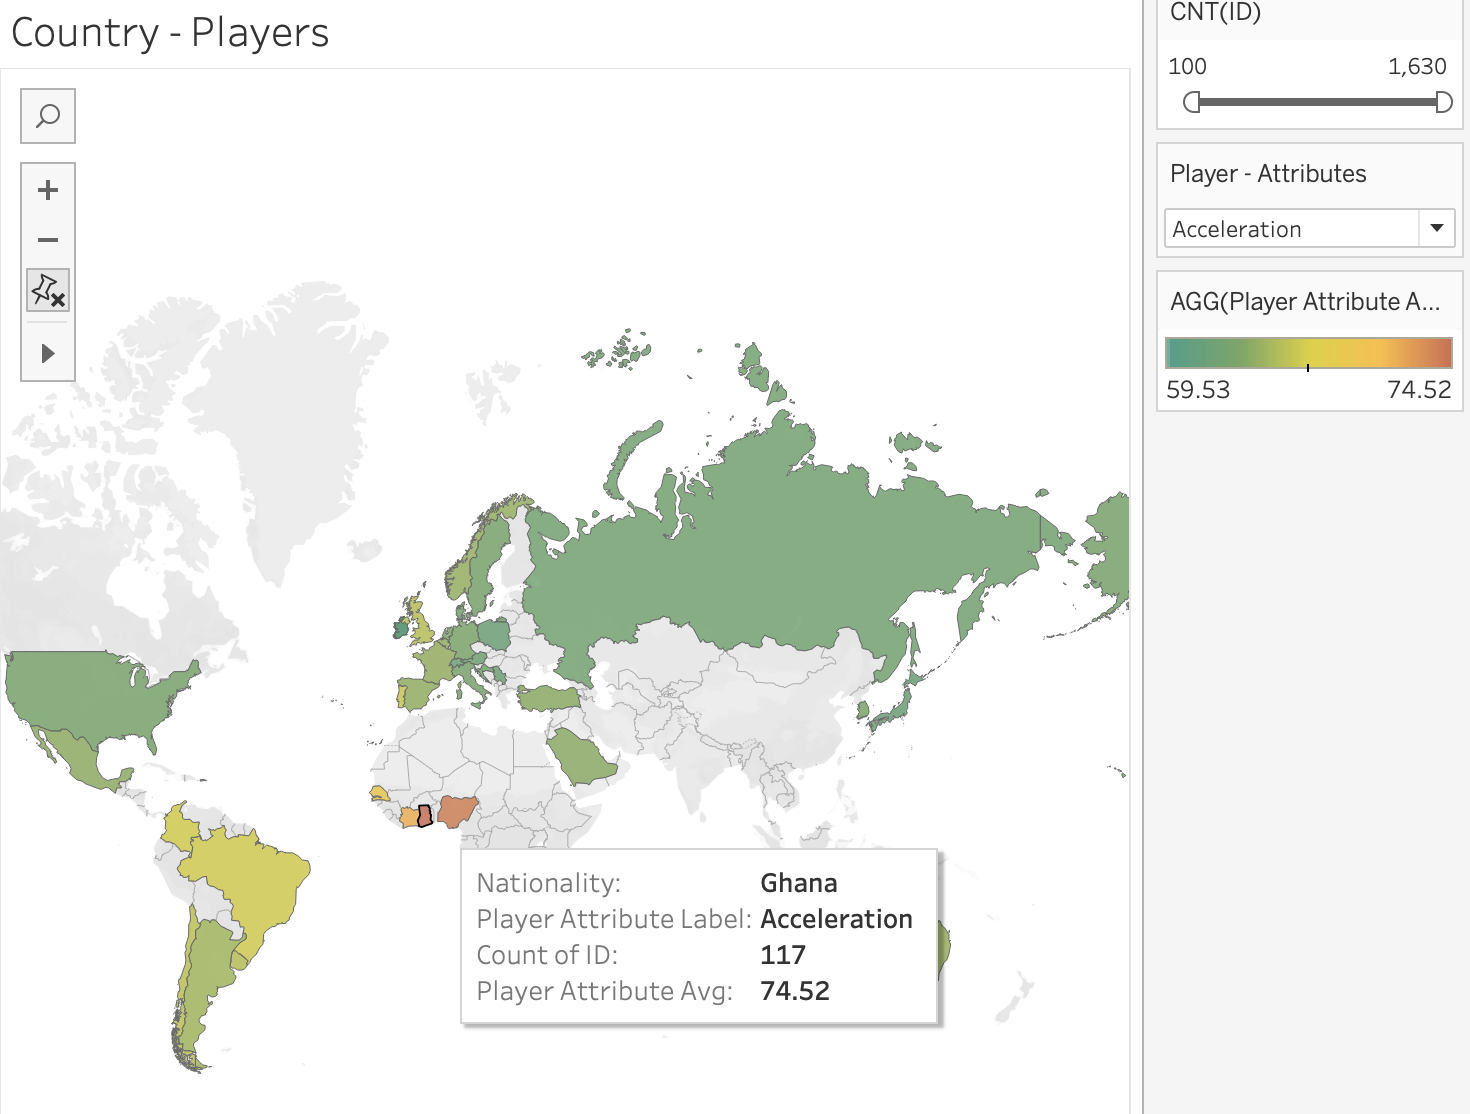 Country - Players
CNT(ID)
100 1,630
Player - Attributes
Acceleration
AGG(Player Attribute A...
59.53 74.52
Nationality: Ghana
Player Attribute Label: Acceleration
Count of ID: 117
Player Attribute Avg: 74.52